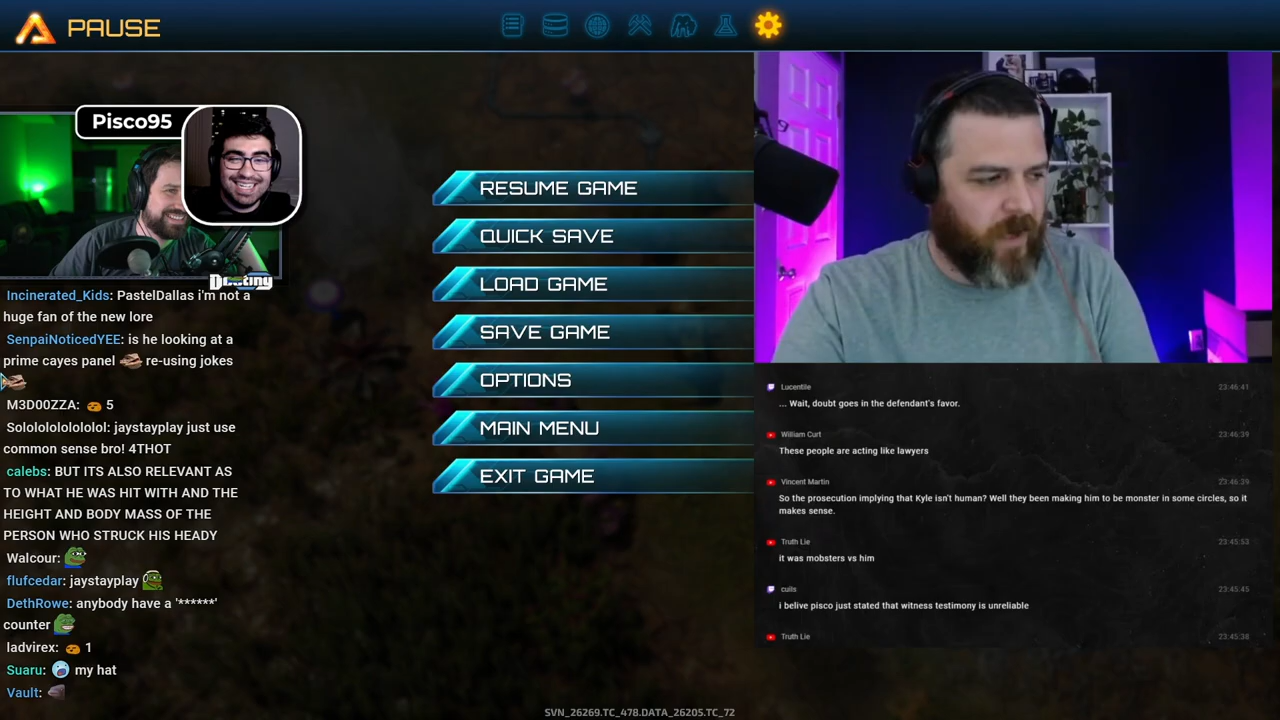 PAUSE
Pisco95
RESUME GAME
QUICK SAVE
LOAD GAME
SAVE GAME
OPTIONS
MAIN MENU
EXIT GAME
Incinerated_Kids: PastelDallas i'm not a
huge fan of the new lore
SenpaiNoticedYEE: is he looking at a
prime cayes panel re-using jokes
M3D00ZZA: 5
Solololololololol: jaystayplay just use
common sense bro! 4THOT
calebs: BUT ITS ALSO RELEVANT AS
TO WHAT HE WAS HIT WITH AND THE
HEIGHT AND BODY MASS OF THE
PERSON WHO STRUCK HIS HEADY
Walcour:
flufcedar: jaystayplay
DethRowe: anybody have a '******'
counter
ladvirex: 1
Suaru: my hat
Vault:
Lucentile 23:46:41
... Wait, doubt goes in the defendant's favor.
William Curt 23:46:39
These people are acting like lawyers
Vincent Martin 23:46:39
So the prosecution implying that Kyle isn't human? Well they been making him to be monster in some circles, so it
makes sense.
Truth Lie 23:45:53
it was mobsters vs him
culls 23:45:45
i belive pisco just stated that witness testimony is unreliable
Truth Lie 23:45:38
SVN_26269.TC_478.DATA_26205.TC_72